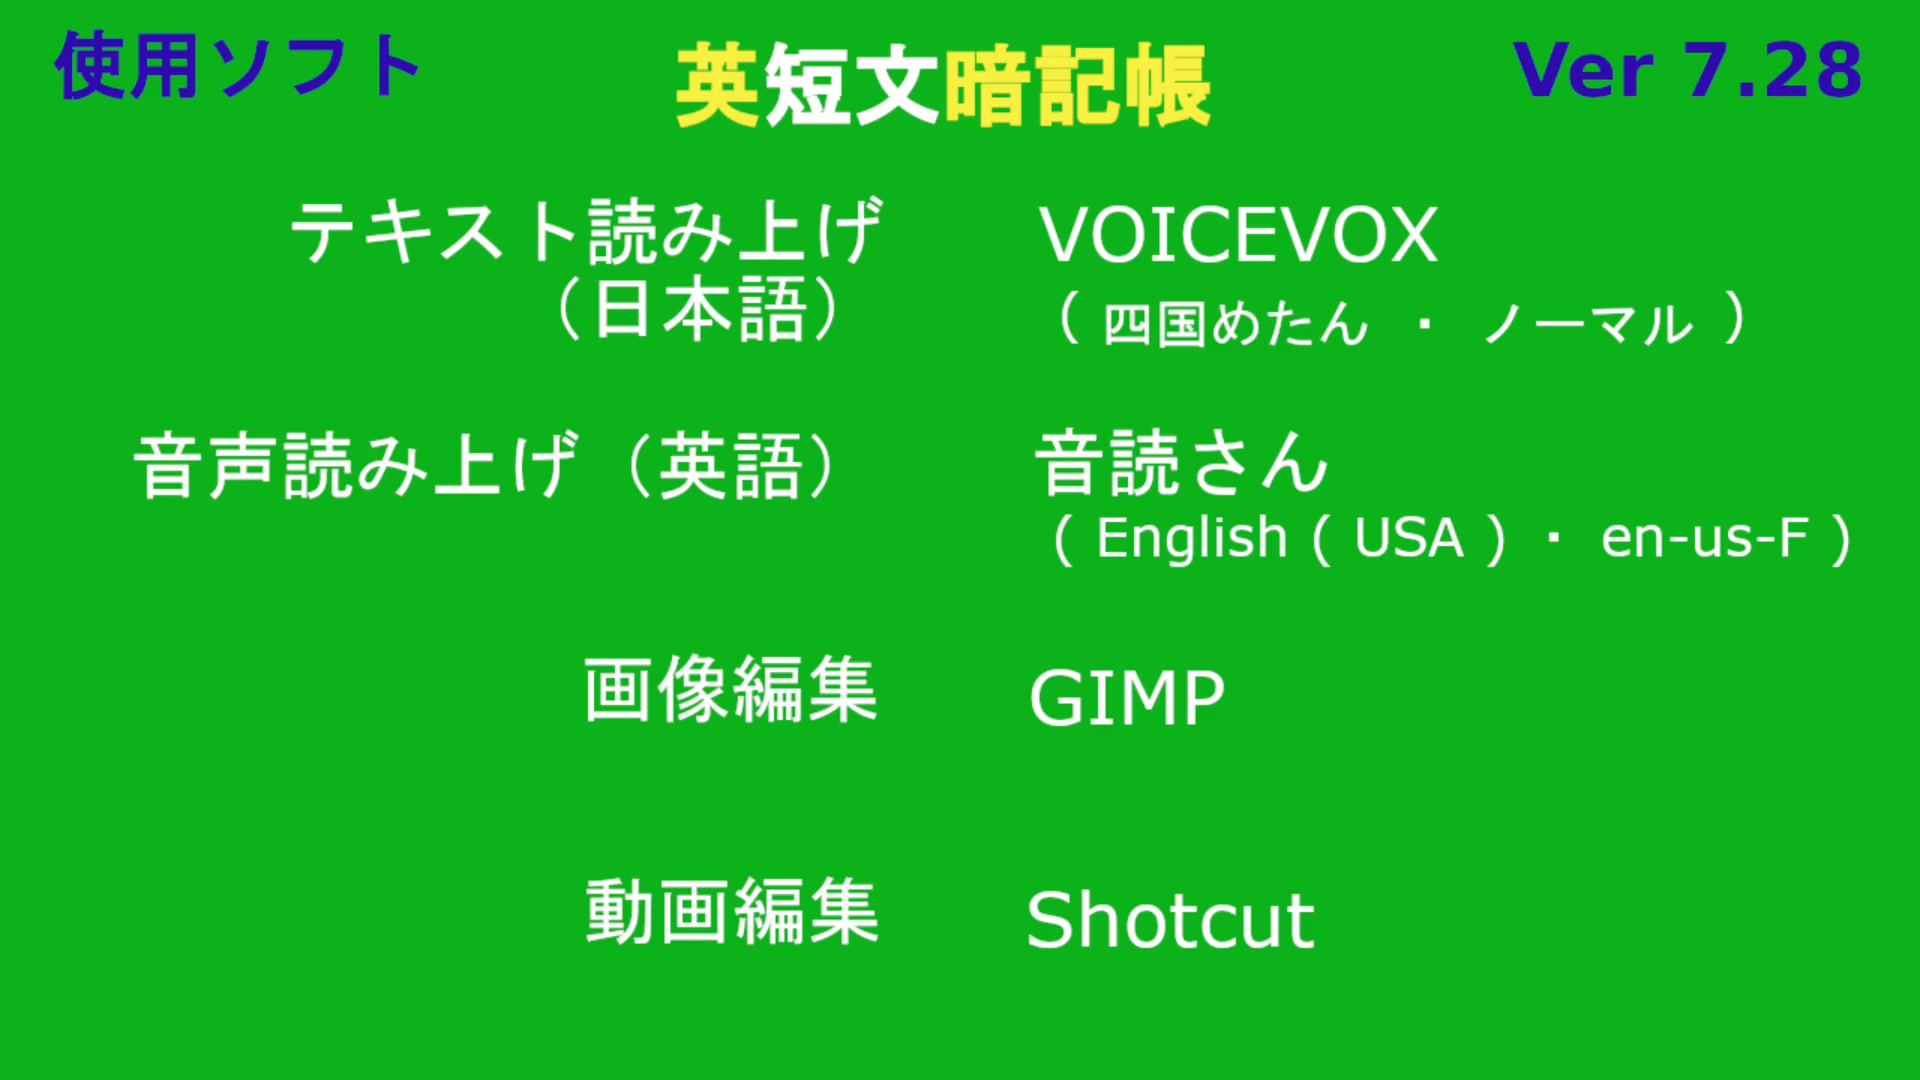 使用ソフト
英短文暗記帳
Ver 7.28
テキスト読み上げ
（日本語）
VOICEVOX
( 四国めたん ・ ノーマル )
音声読み上げ（英語）
音読さん
( English ( USA ) ・ en-us-F )
画像編集
GIMP
動画編集
Shotcut